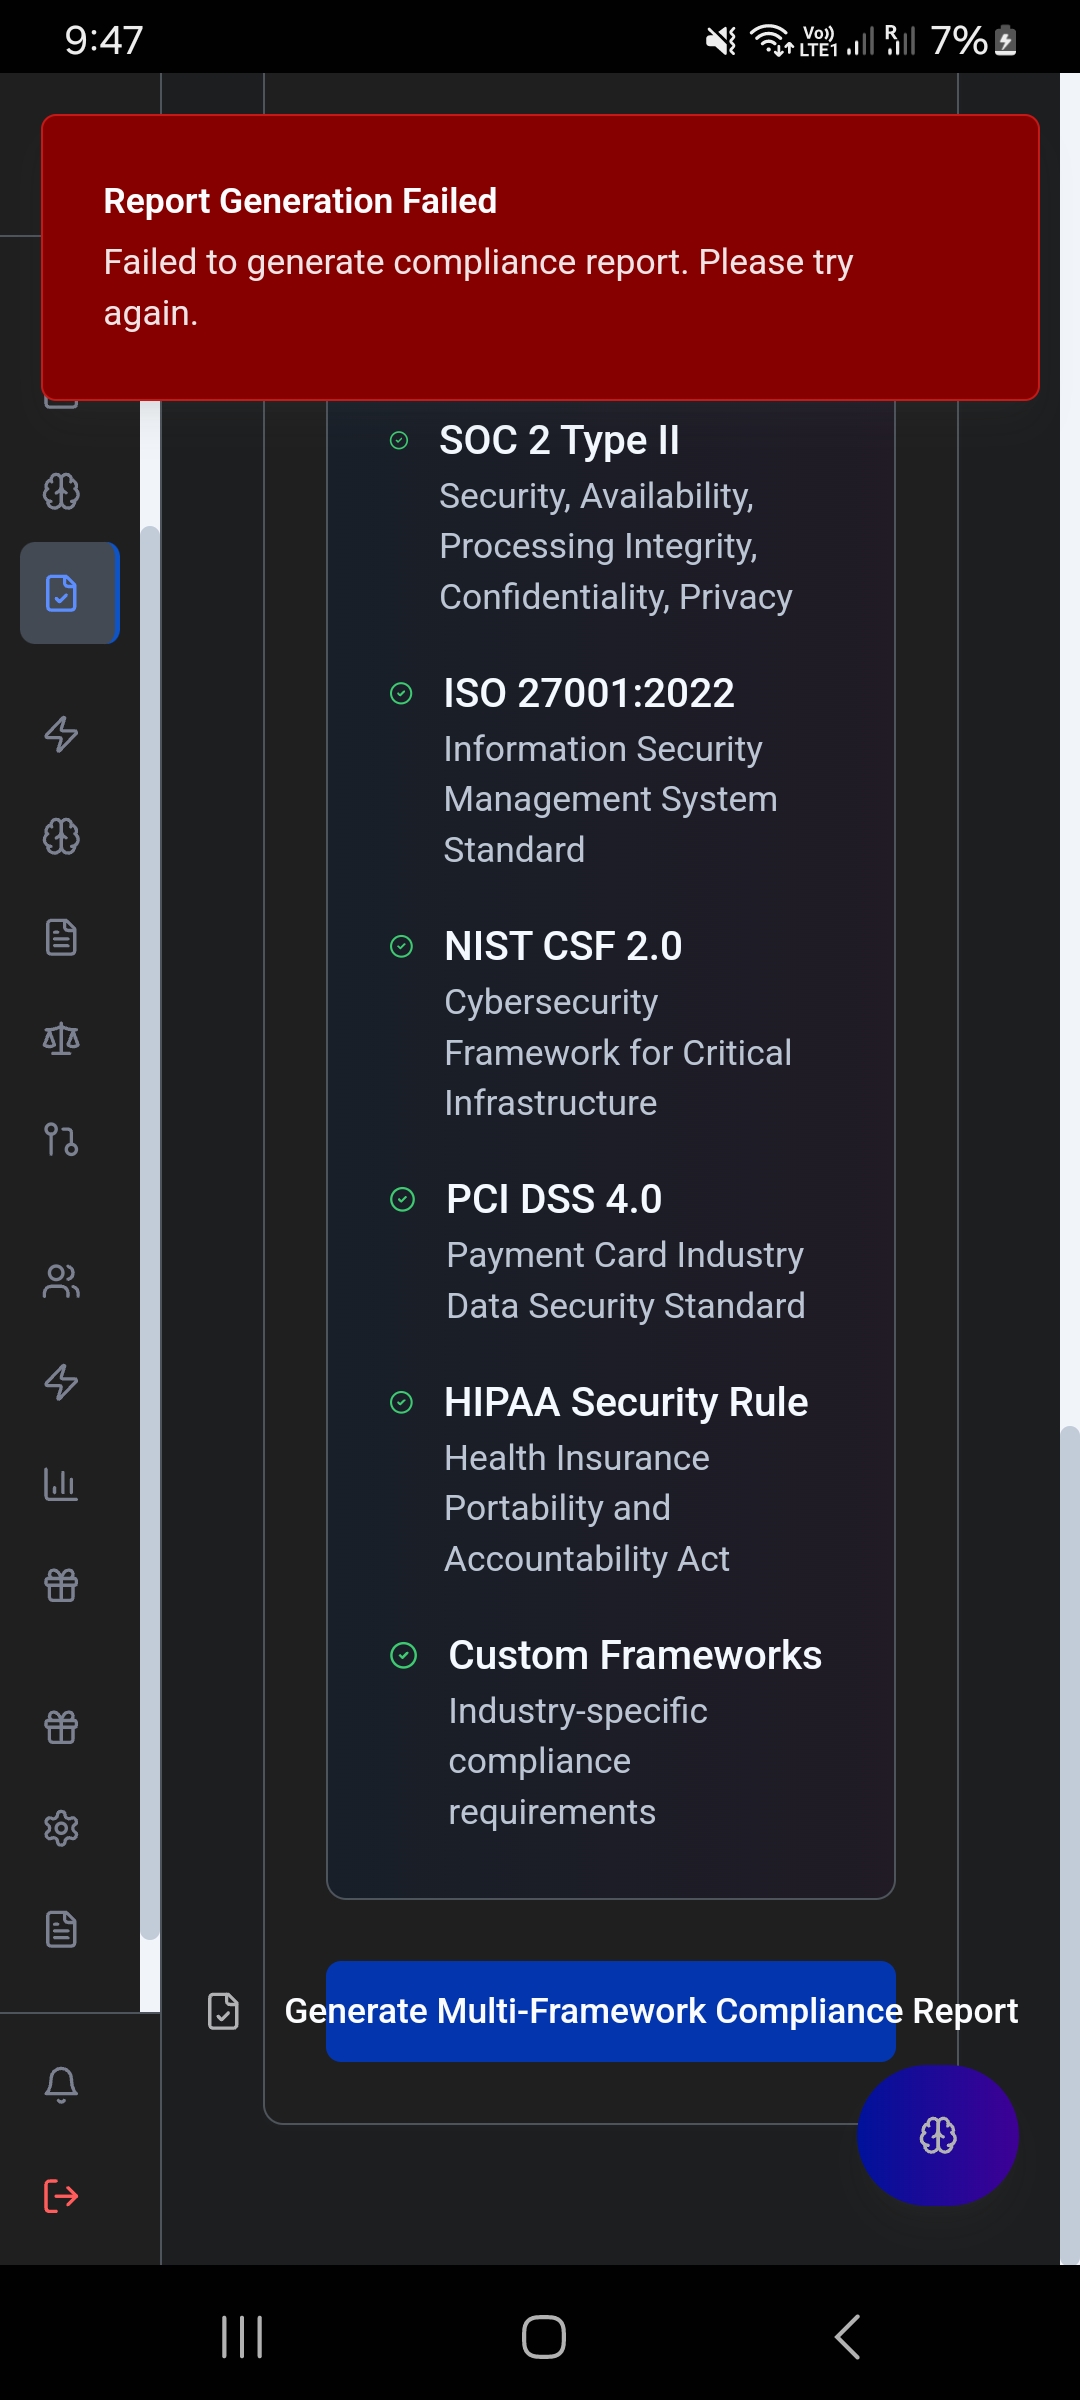 9:47
Vo))
LTE1
R
7%
Report Generation Failed
Failed to generate compliance report. Please try
again.
SOC 2 Type II
Security, Availability,
Processing Integrity,
Confidentiality, Privacy
ISO 27001:2022
Information Security
Management System
Standard
NIST CSF 2.0
Cybersecurity
Framework for Critical
Infrastructure
PCI DSS 4.0
Payment Card Industry
Data Security Standard
HIPAA Security Rule
Health Insurance
Portability and
Accountability Act
Custom Frameworks
Industry-specific
compliance
requirements
Generate Multi-Framework Compliance Report